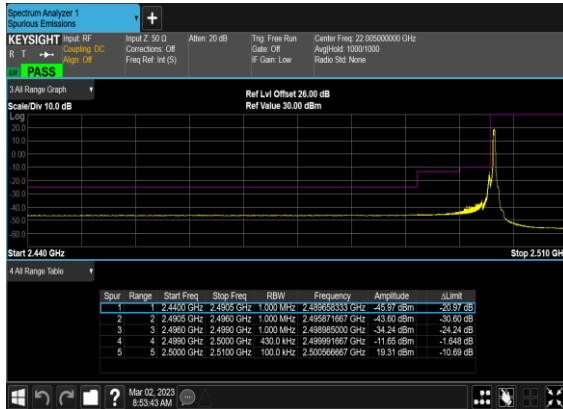 Spectrum Analyzer 1
Spurious Emissions
KEYSIGHT Input: RF Input Z: 50 Ω Atten: 20 dB Trig: Free Run Center Freq: 22.005000000 GHz
R T Coupling: DC Corrections: Off Gate: Off Avg|Hold: 1000/1000
Align: Off Freq Ref: Int (S) IF Gain: Low Radio Std: None
LU PASS
3 All Range Graph
Ref Lvl Offset 26.00 dB
Scale/Div 10.0 dB Ref Value 30.00 dBm
Log
20.0
10.0
0.00
-10.0
-20.0
-30.0
-40.0
-50.0
-60.0
Start 2.440 GHz Stop 2.510 GH
4 All Range Table
Spur Range Start Freq Stop Freq RBW Frequency Amplitude ΔLimit
1 1 2.4400 GHz 2.4905 GHz 1.000 MHz 2.489658333 GHz -45.97 dBm -20.97 dB
2 2 2.4905 GHz 2.4960 GHz 1.000 MHz 2.495871667 GHz -43.60 dBm -30.60 dB
3 3 2.4960 GHz 2.4990 GHz 1.000 MHz 2.498985000 GHz -34.24 dBm -24.24 dB
4 4 2.4990 GHz 2.5000 GHz 430.0 kHz 2.499991667 GHz -11.65 dBm -1.648 dB
5 5 2.5000 GHz 2.5100 GHz 100.0 kHz 2.500566667 GHz 19.31 dBm -10.69 dB
Mar 02, 2023
8:53:43 AM